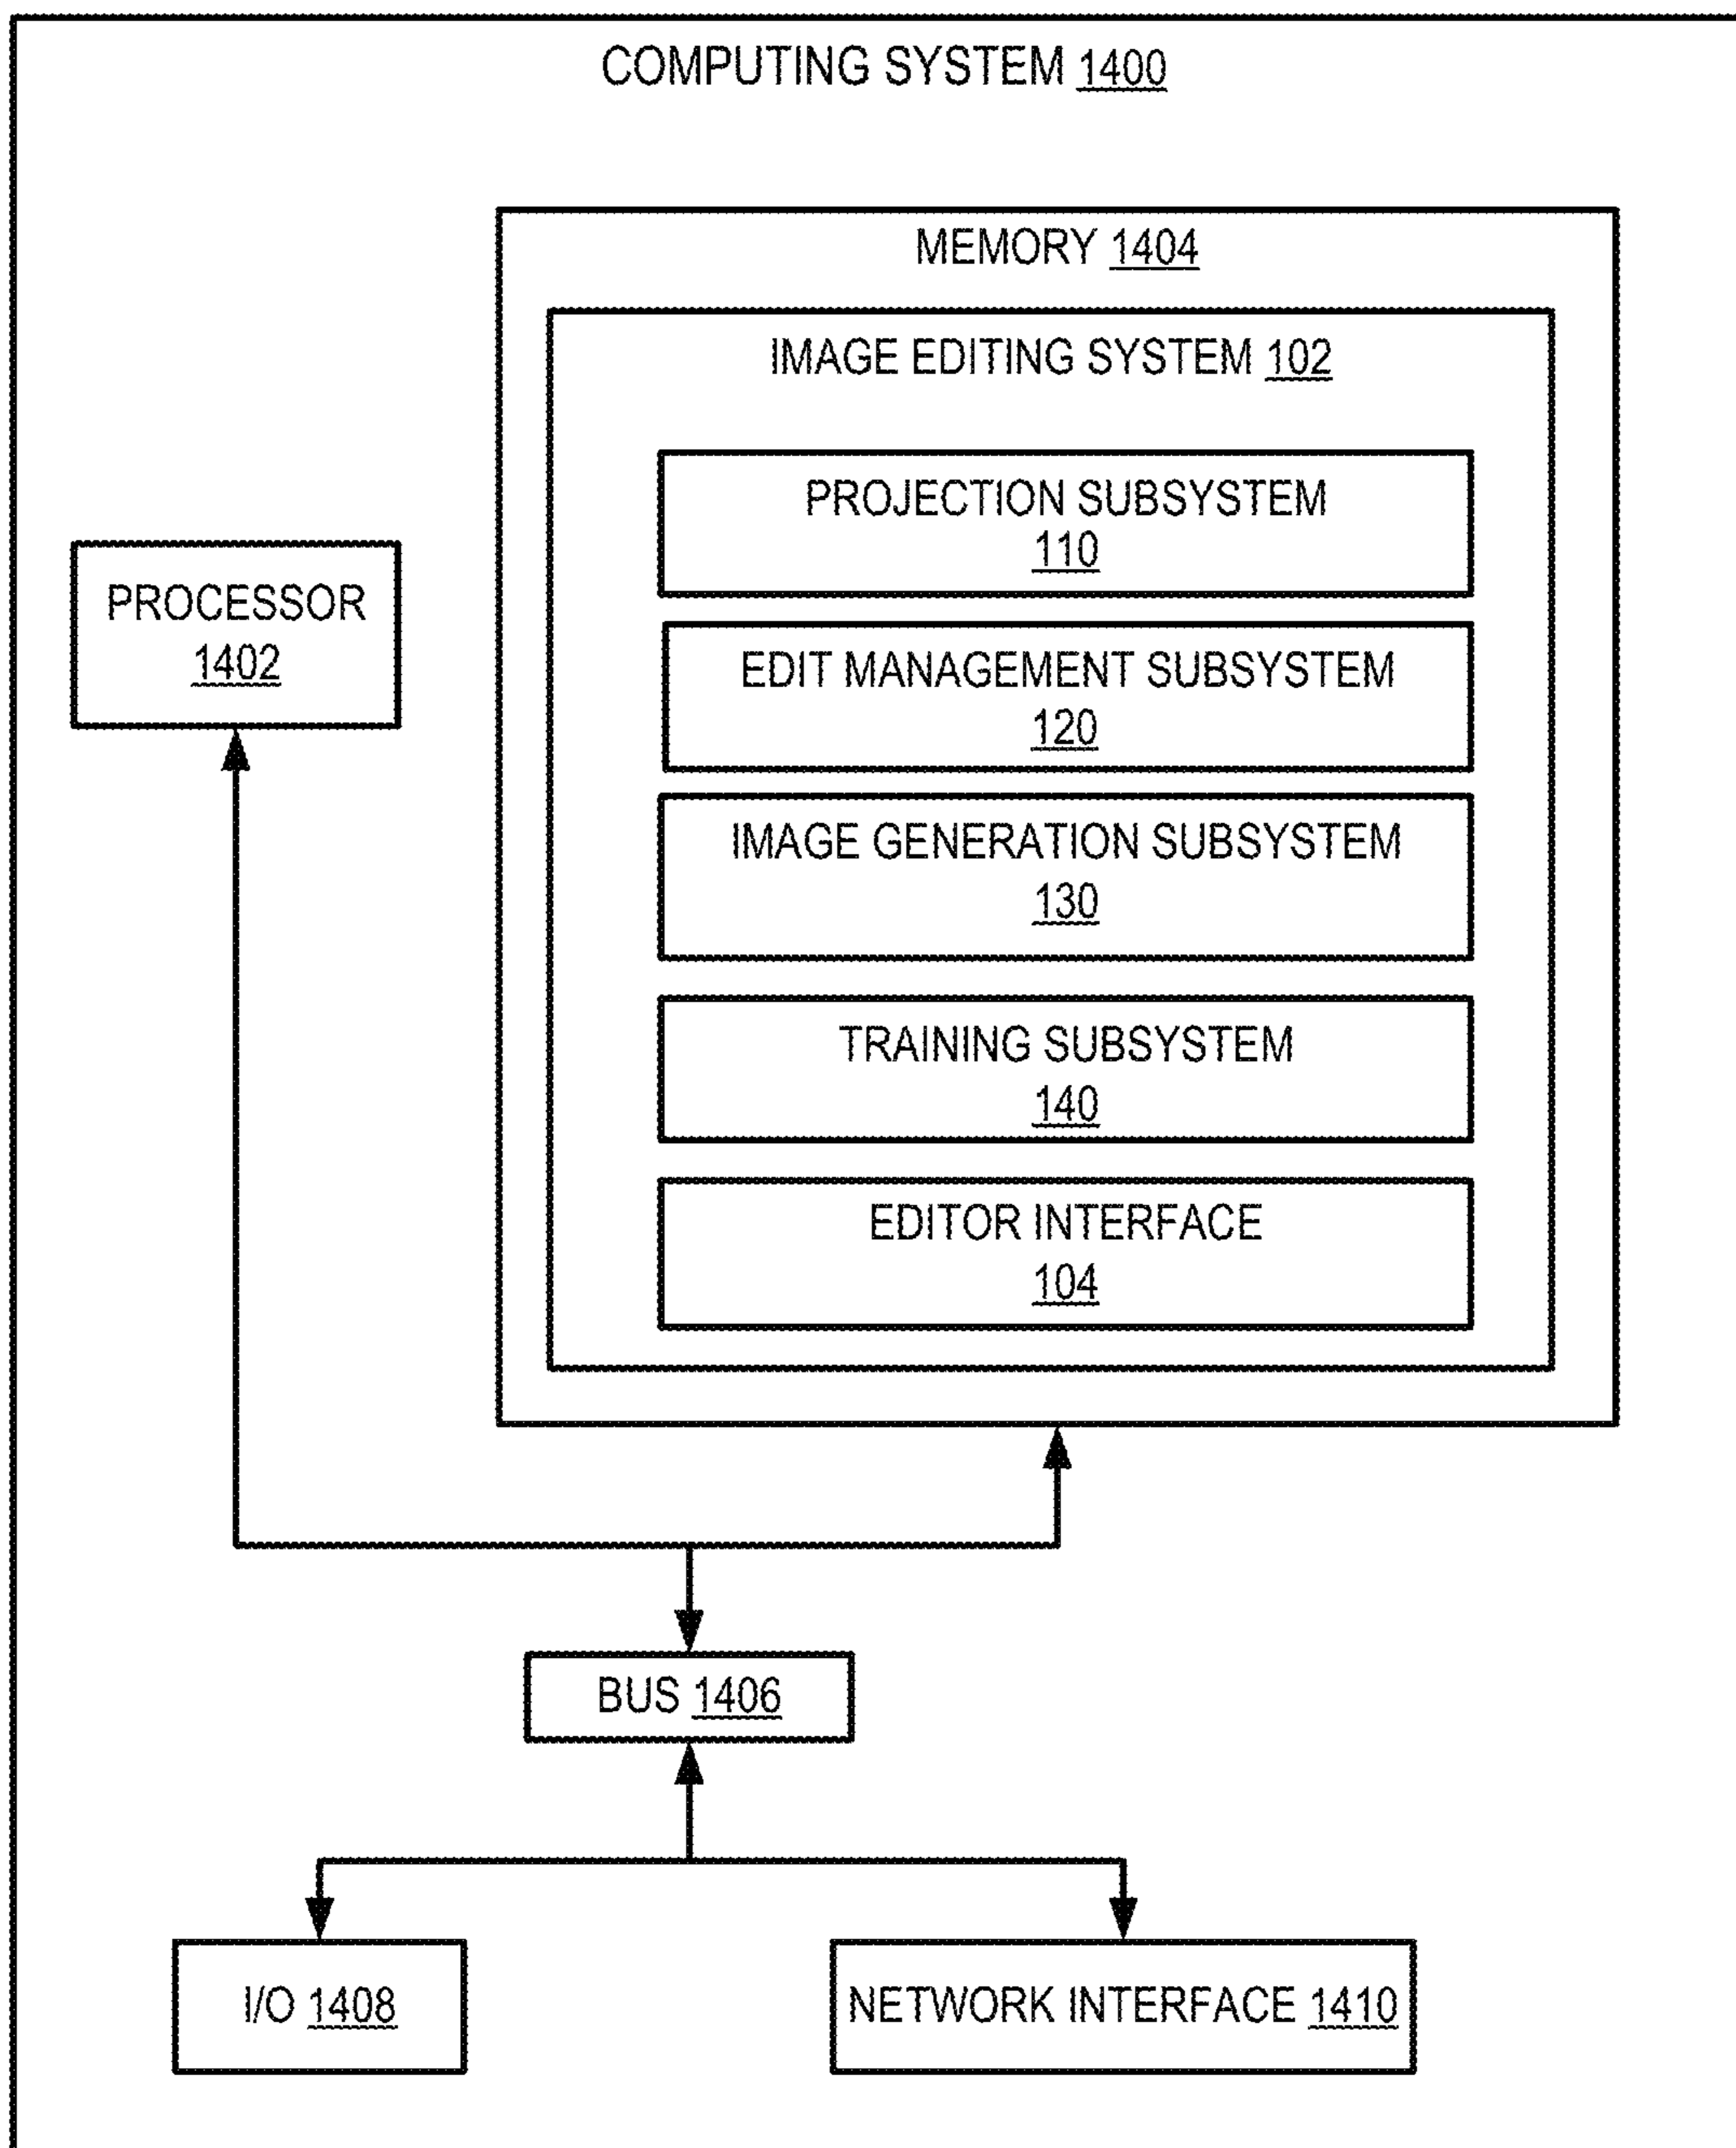 COMPUTING SYSTEM 1400
MEMORY 1404
IMAGE EDITING SYSTEM 102
PROJECTION SUBSYSTEM
110
PROCESSOR
1402
EDIT MANAGEMENT SUBSYSTEM
120
IMAGE GENERATION SUBSYSTEM
130
TRAINING SUBSYSTEM
140
EDITOR INTERFACE
104
BUS 1406
I/O 1408
NETWORK INTERFACE 1410